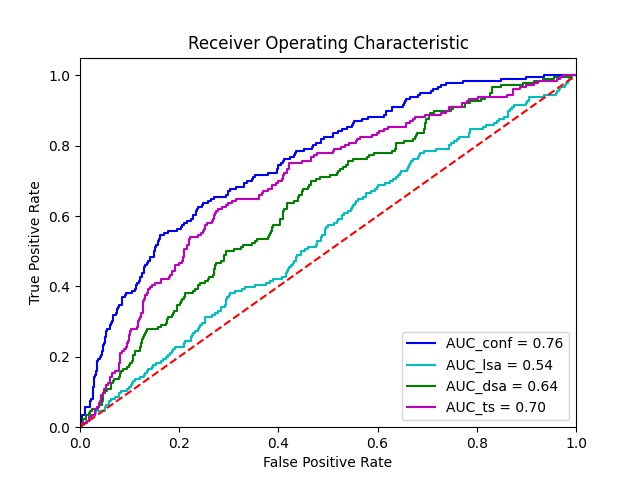 Receiver Operating Characteristic
True Positive Rate
1.0
0.8
0.6
0.4
0.2
0.0
AUC_conf = 0.76
AUC_lsa = 0.54
AUC_dsa = 0.64
AUC_ts = 0.70
0.0 0.2 0.4 0.6 0.8 1.0
False Positive Rate